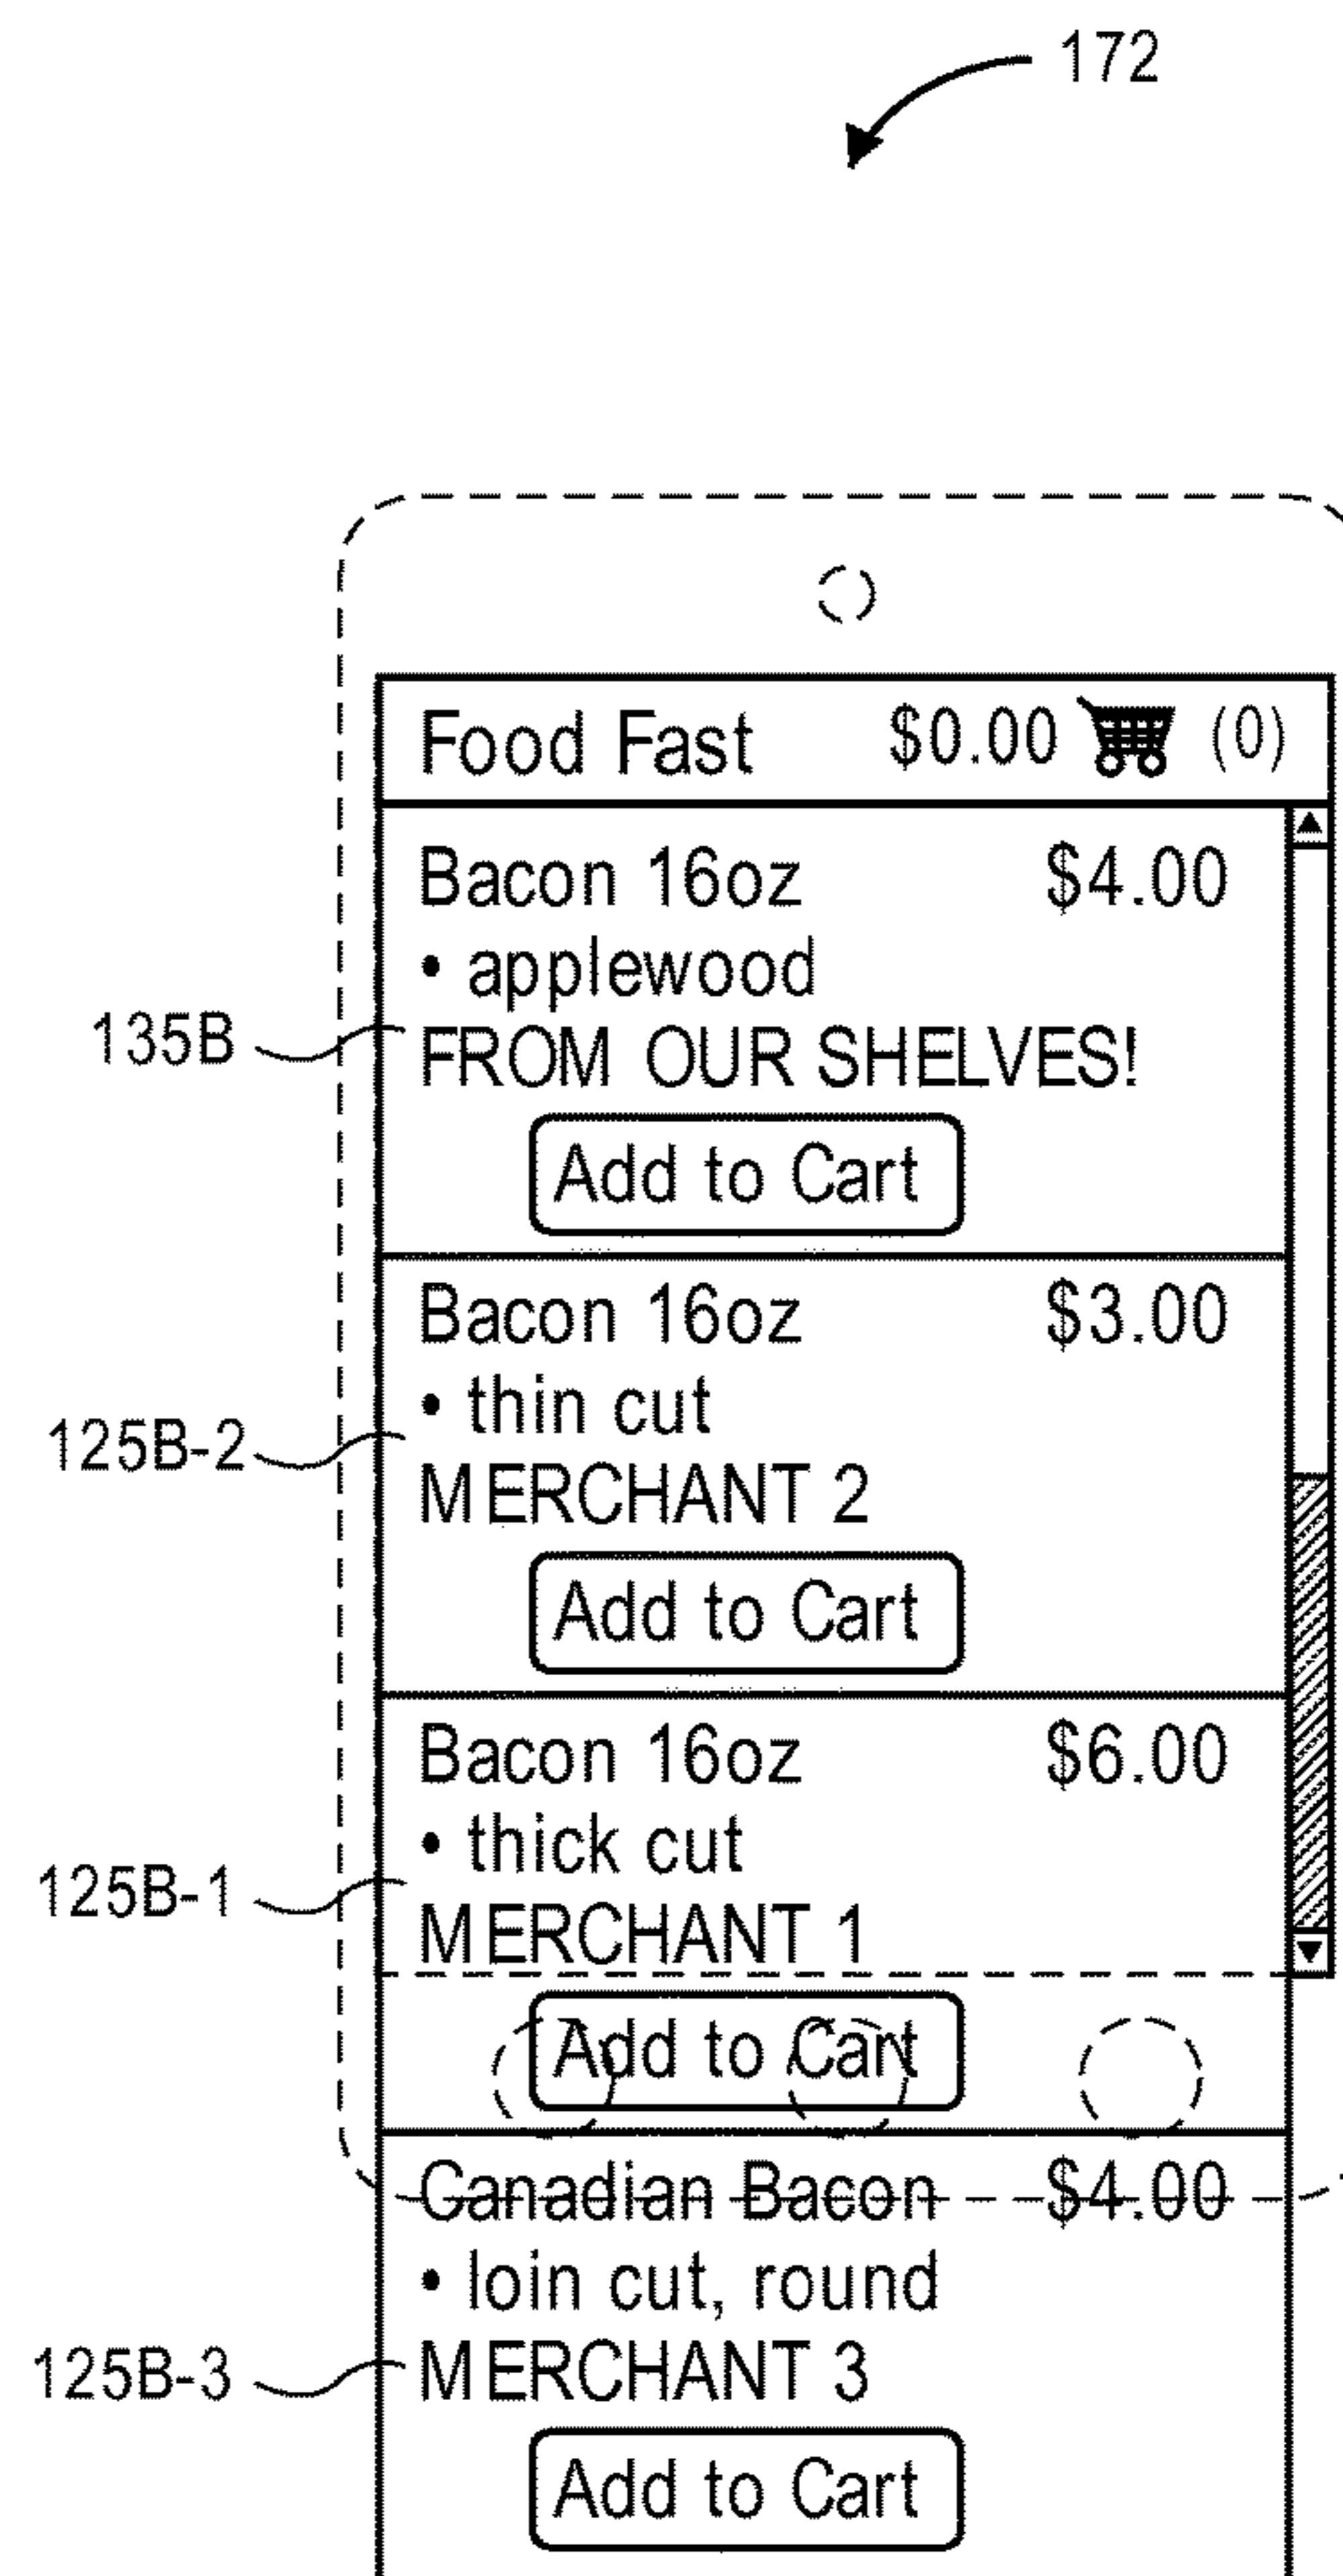 172
Food Fast $0.00 (0)
Bacon 16oz $4.00
• applewood
135B
FROM OUR SHELVES!
Add to Cart
Bacon 16oz $3.00
• thin cut
125B-2
MERCHANT 2
Add to Cart
Bacon 16oz $6.00
• thick cut
125B-1
MERCHANT 1
Add to Cart
Canadian Bacon $4.00
• loin cut, round
125B-3
MERCHANT 3
Add to Cart